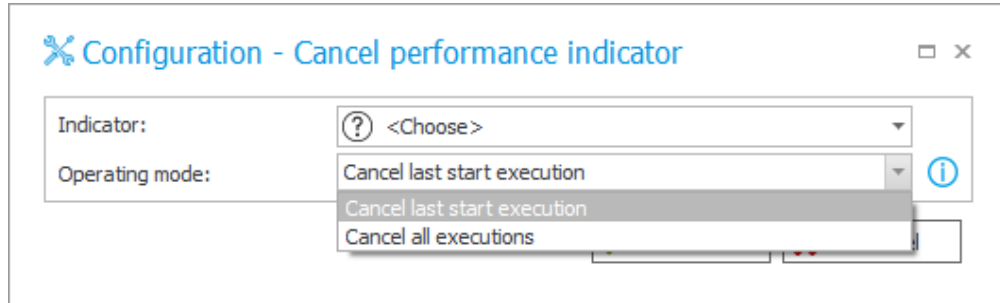 Configuration - Cancel performance indicator
Indicator:
<Choose>
Operating mode:
Cancel last start execution
Cancel last start execution
Cancel all executions